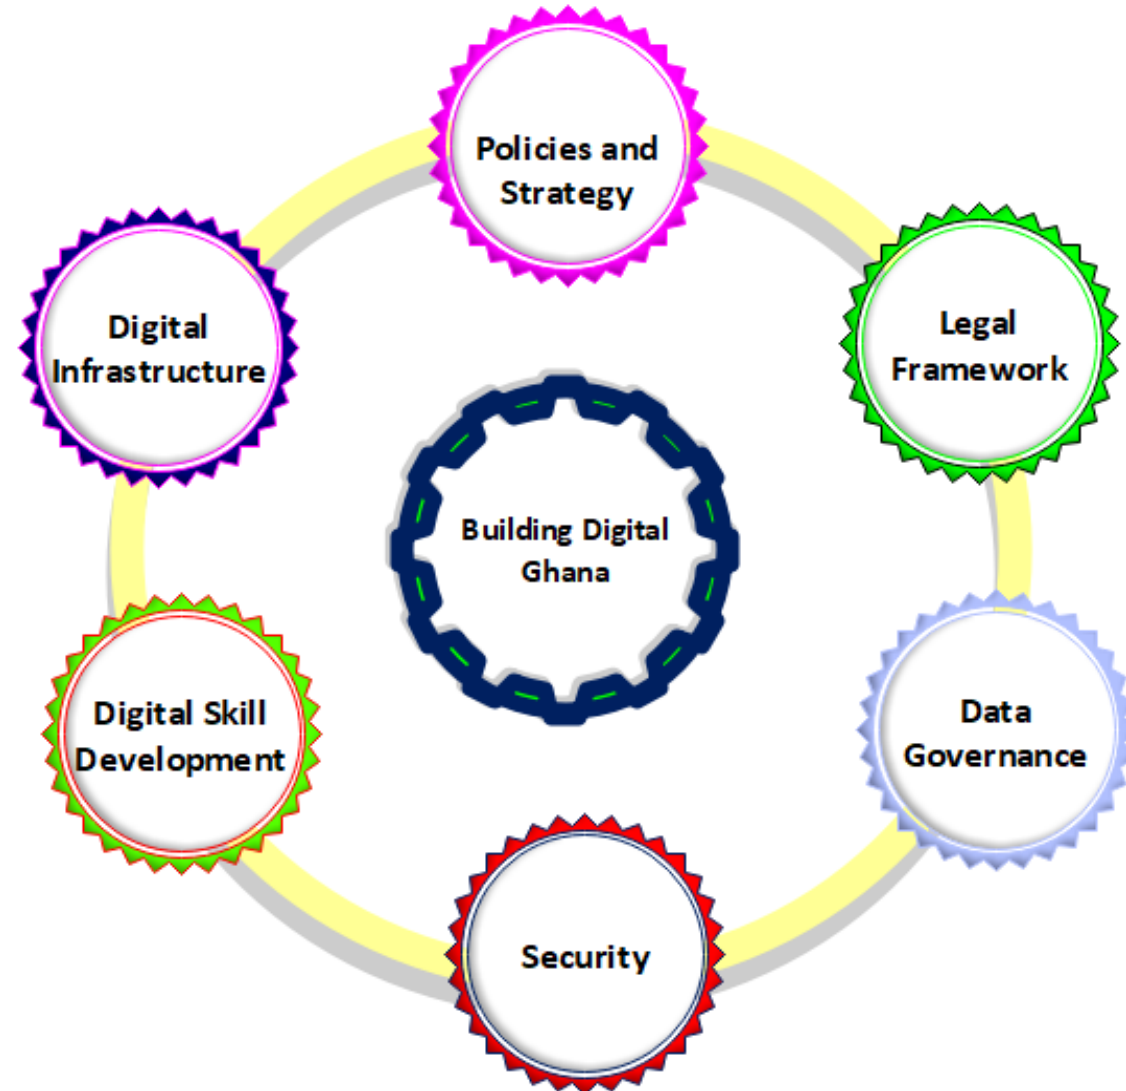 Policies and
Strategy
Legal
Framework
Data
Governance
Security
Digital Skill
Development
Digital
Infrastructure
Building Digital
Ghana